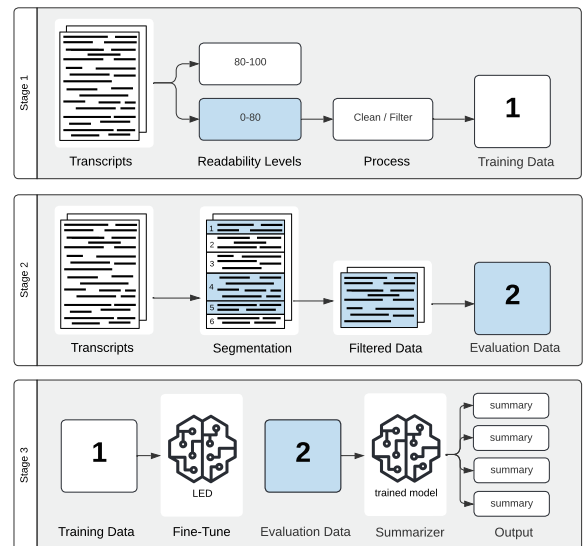 Stage 1
80-100
0-80
Clean / Filter
1
Transcripts
Readability Levels
Process
Training Data
Stage 2
1
2
3
4
5
6
2
Transcripts
Segmentation
Filtered Data
Evaluation Data
Stage 3
1
LED
2
trained model
summary
summary
summary
summary
Training Data
Fine-Tune
Evaluation Data
Summarizer
Output